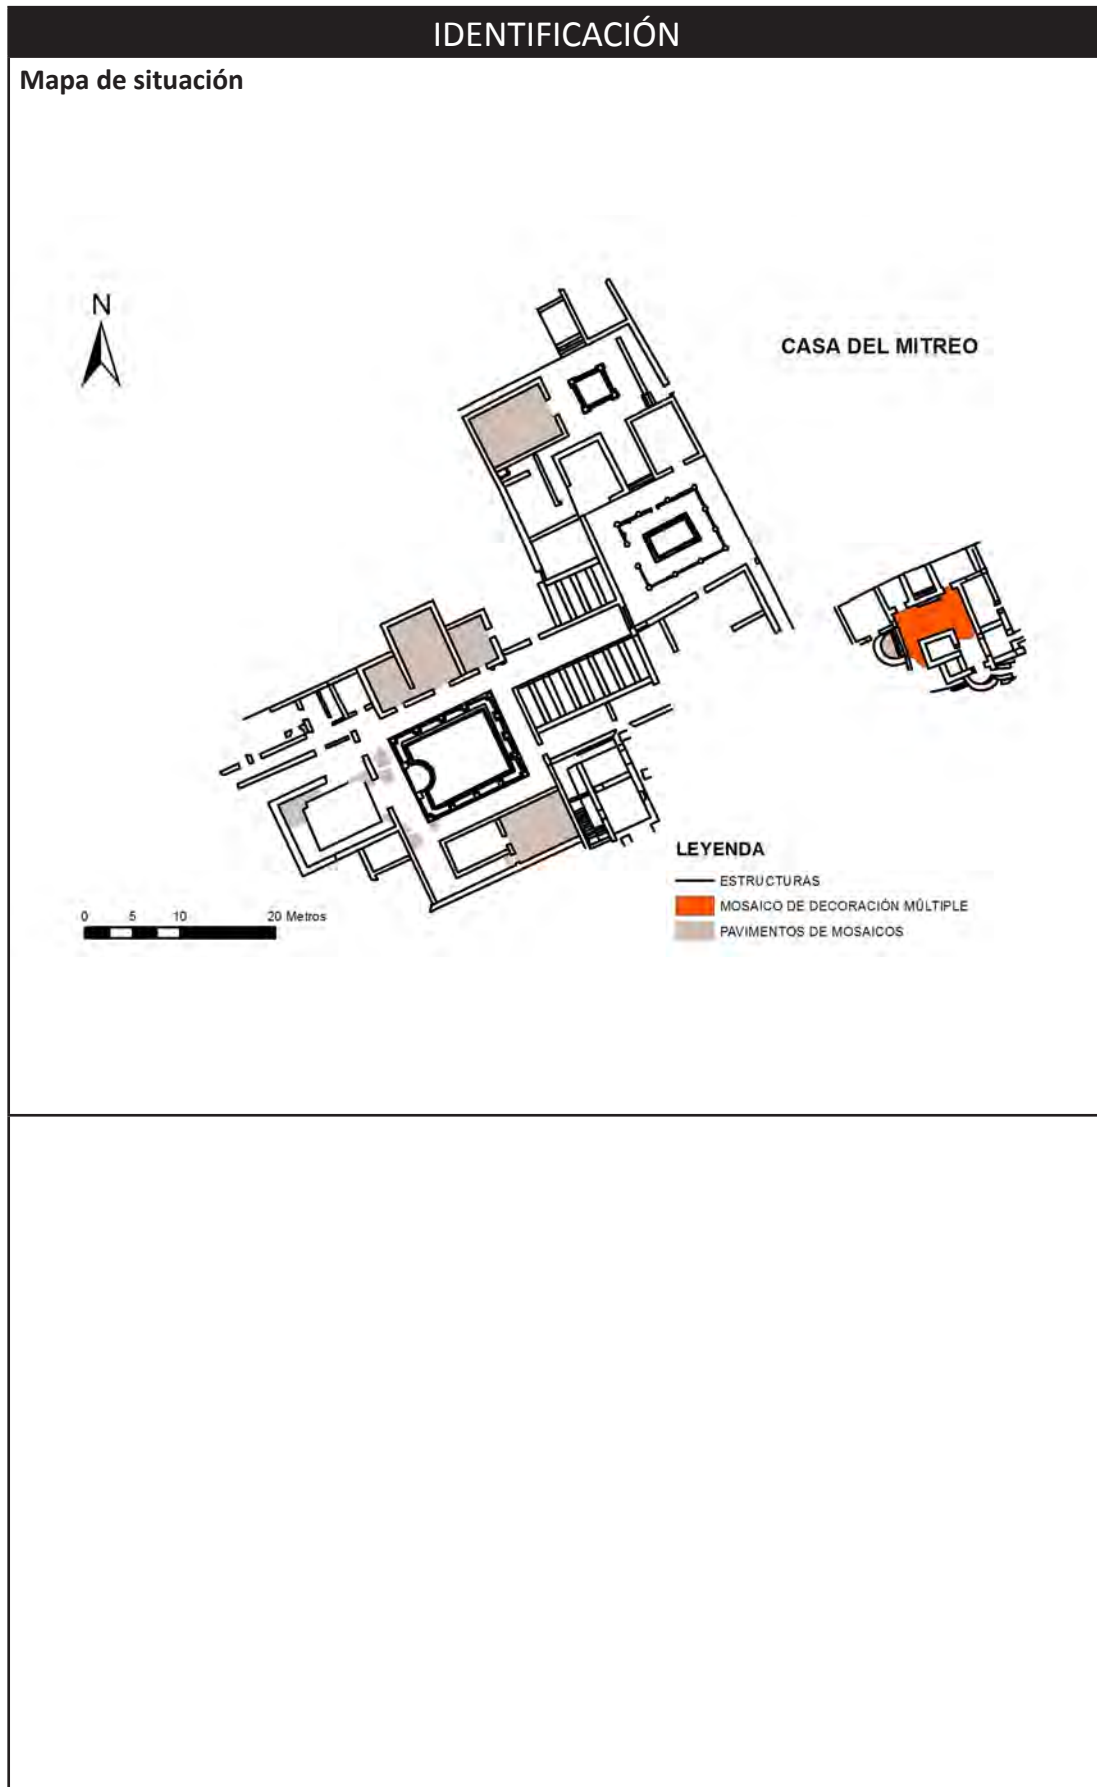 IDENTIFICACIÓN
Mapa de situación
N
CASA DEL MITREO
LEYENDA
ESTRUCTURAS
MOSAICO DE DECORACIÓN MÚLTIPLE
PAVIMENTOS DE MOSAICOS
0 5 10 20 Metros